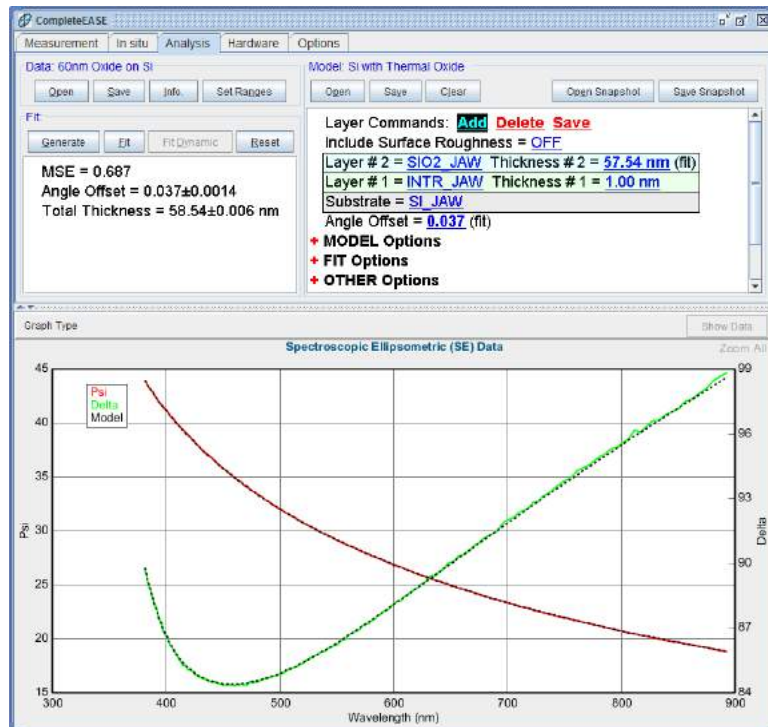 CompleteEASE
Measurement In situ Analysis Hardware Options
Data: 60nm Oxide on Si
Open Save Info. Set Ranges
Fit:
Generate Fit Fit Dynamic Reset
MSE = 0.687
Angle Offset = 0.037±0.0014
Total Thickness = 58.54±0.006 nm
Model: Si with Thermal Oxide
Open Save Clear Open Snapshot Save Snapshot
Layer Commands: Add Delete Save
Include Surface Roughness = OFF
Layer # 2 = SIO2_JAW Thickness # 2 = 57.54 nm (fit)
Layer # 1 = INTR_JAW Thickness # 1 = 1.00 nm
Substrate = SI_JAW
Angle Offset = 0.037 (fit)
+ MODEL Options
+ FIT Options
+ OTHER Options
Graph Type Show Data
Spectroscopic Ellipsometric (SE) Data
Zoom All
Psi
Delta
Model
45
40
35
30
25
20
15
Psi
99
96
93
90
87
84
Delta
300 400 500 600 700 800 900
Wavelength (nm)